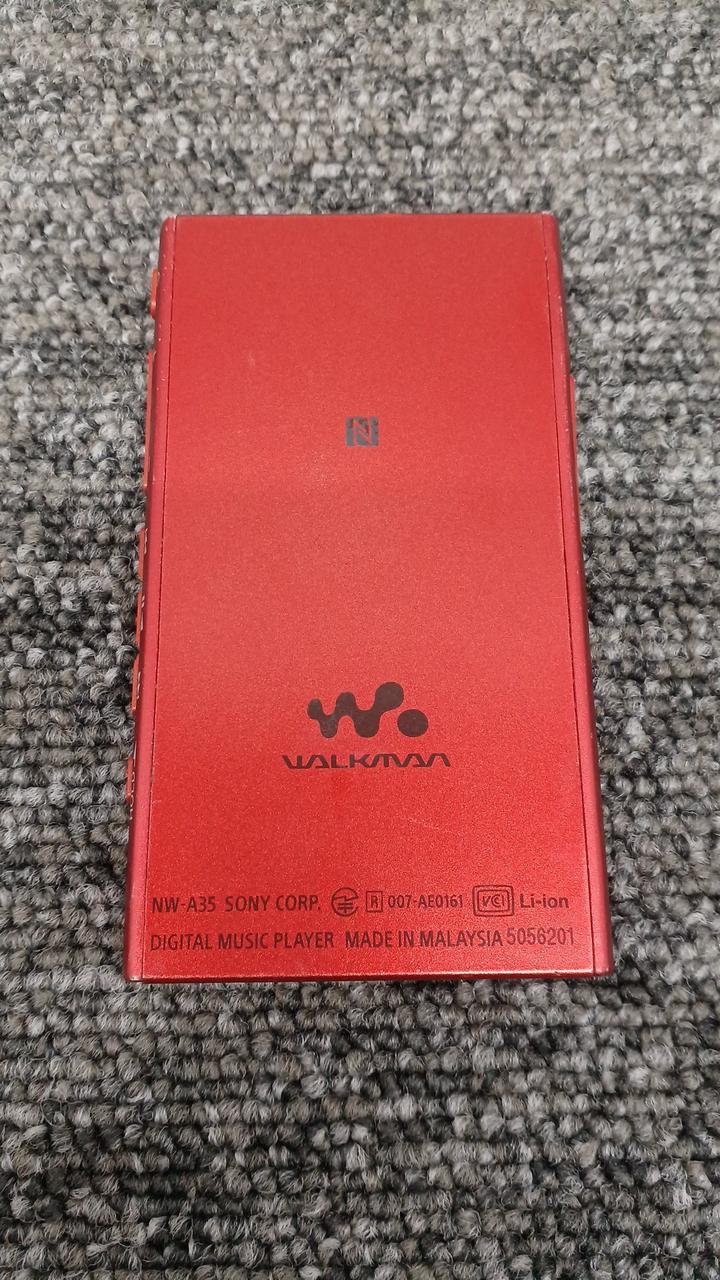 WALKMAN
NW-A35 SONY CORP. R 007-AE0161 VCI Li-ion
DIGITAL MUSIC PLAYER MADE IN MALAYSIA 5056201